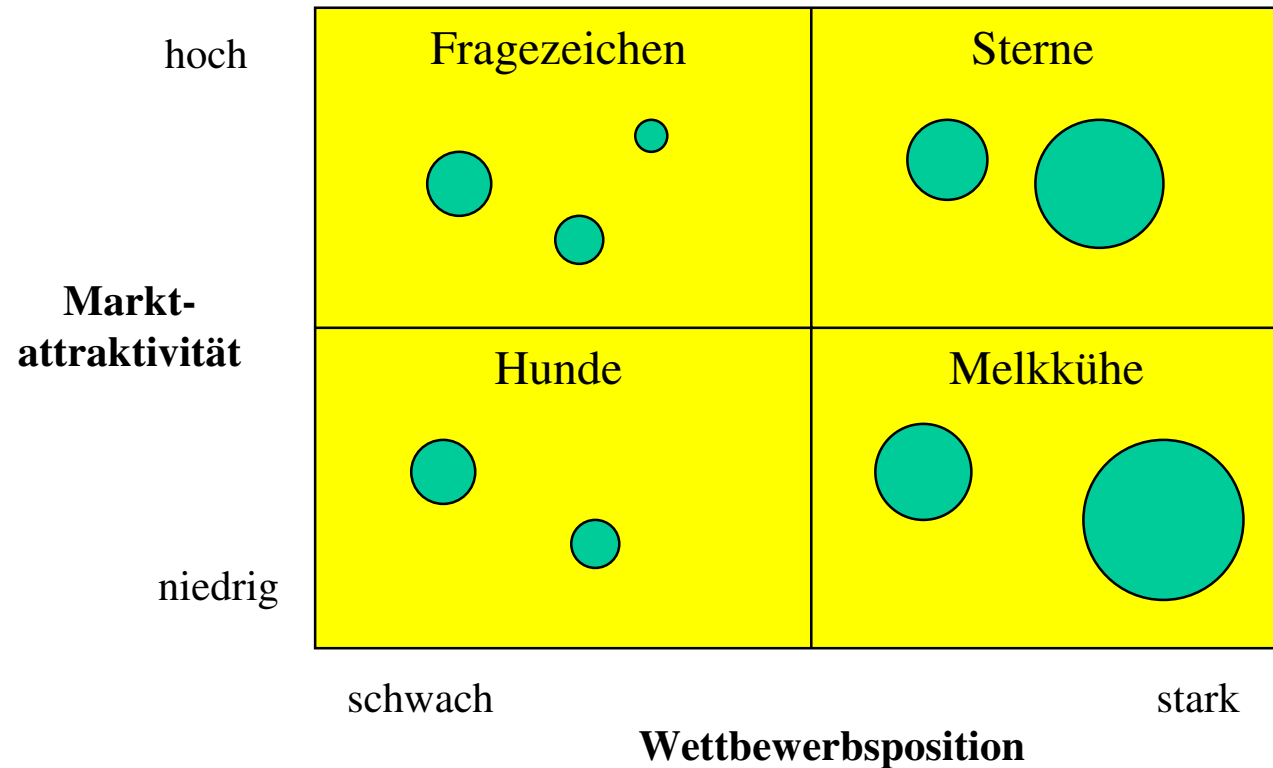 hoch
Fragezeichen
Sterne
Markt-
attraktivität
Hunde
Melkkühe
niedrig
schwach
stark
Wettbewerbsposition